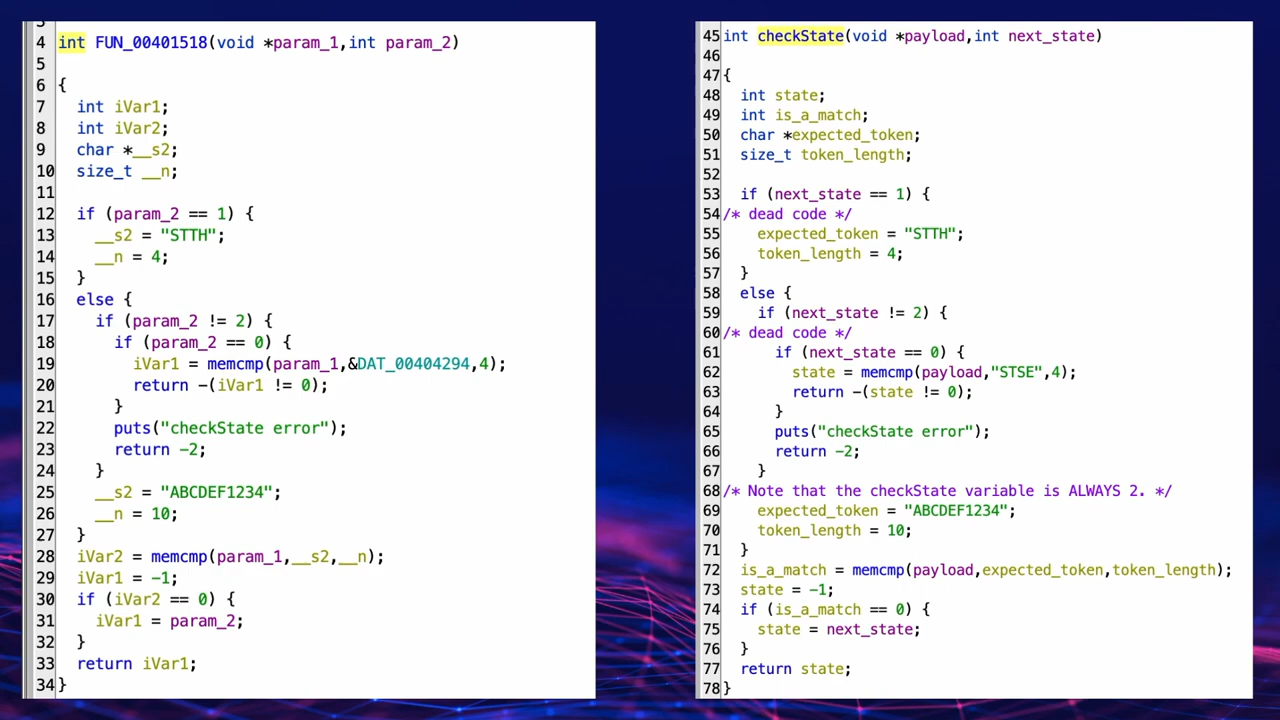 4 int FUN_00401518(void *param_1,int param_2)
5
6 {
7 int iVar1;
8 int iVar2;
9 char *__s2;
10 size_t __n;
11
12 if (param_2 == 1) {
13 __s2 = "STTH";
14 __n = 4;
15 }
16 else {
17 if (param_2 != 2) {
18 if (param_2 == 0) {
19 iVar1 = memcmp(param_1,&DAT_00404294,4);
20 return -(iVar1 != 0);
21 }
22 puts("checkState error");
23 return -2;
24 }
25 __s2 = "ABCDEF1234";
26 __n = 10;
27 }
28 iVar2 = memcmp(param_1,__s2,__n);
29 iVar1 = -1;
30 if (iVar2 == 0) {
31 iVar1 = param_2;
32 }
33 return iVar1;
34 }
45 int checkState(void *payload,int next_state)
46
47 {
48 int state;
49 int is_a_match;
50 char *expected_token;
51 size_t token_length;
52
53 if (next_state == 1) {
54 /* dead code */
55 expected_token = "STTH";
56 token_length = 4;
57 }
58 else {
59 if (next_state != 2) {
60 /* dead code */
61 if (next_state == 0) {
62 state = memcmp(payload,"STSE",4);
63 return -(state != 0);
64 }
65 puts("checkState error");
66 return -2;
67 }
68 /* Note that the checkState variable is ALWAYS 2. */
69 expected_token = "ABCDEF1234";
70 token_length = 10;
71 }
72 is_a_match = memcmp(payload,expected_token,token_length);
73 state = -1;
74 if (is_a_match == 0) {
75 state = next_state;
76 }
77 return state;
78 }